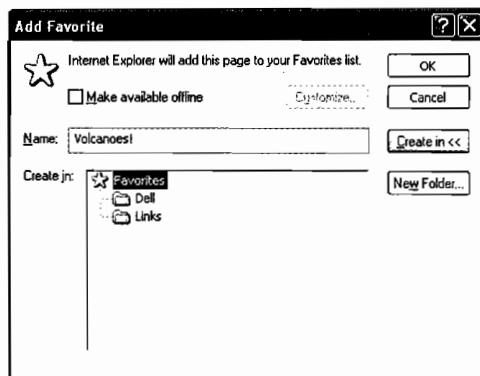 Add Favorite
Internet Explorer will add this page to your Favorites list.
OK
Make available offline
Customize...
Cancel
Name: Volcanoes!
Create in <<
Create in: Favorites
New Folder...
Dell
Links